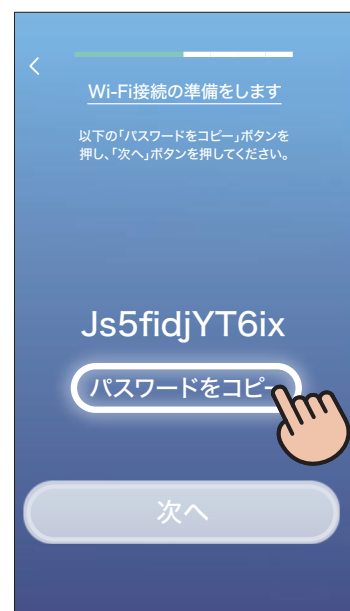 Wi-Fi接続の準備をします
以下の「パスワードをコピー」ボタンを
押し、「次へ」ボタンを押してください。
Js5fidjYT6ix
パスワードをコピー
次へ